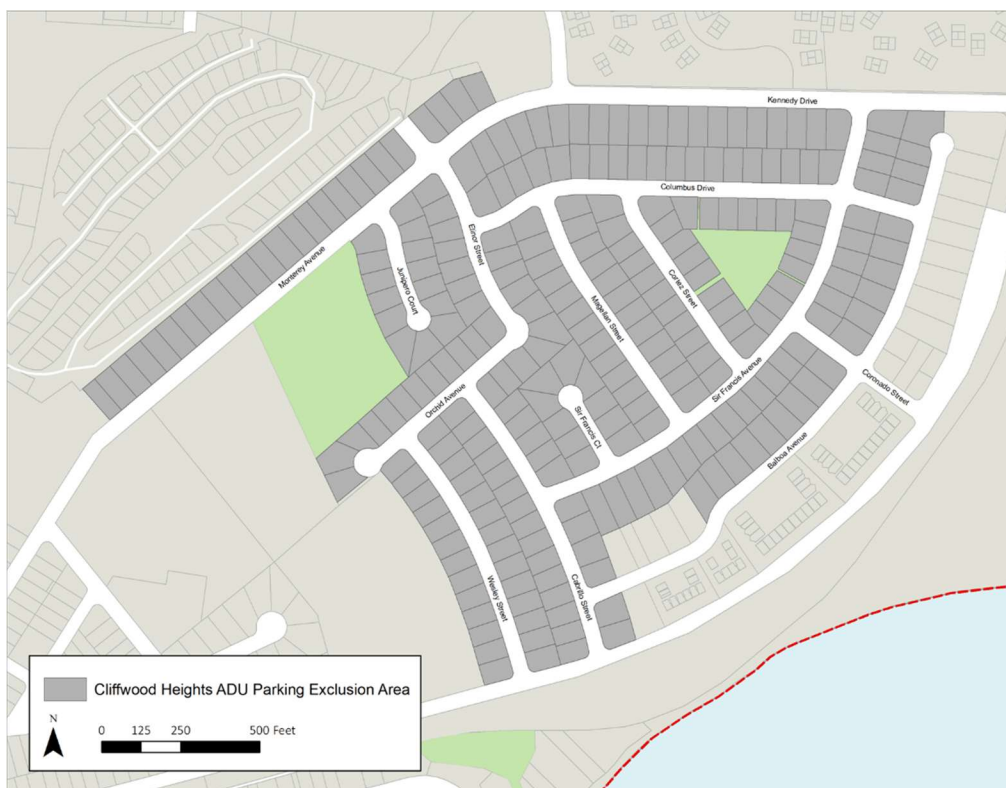 Kennedy Drive
Columbus Drive
Elinor Street
Monterey Avenue
Junipero Court
Cortez Street
Magellan Street
Sir Francis Avenue
Coronado Street
Orchid Avenue
Sir Francis Ct
Balboa Avenue
Wesley Street
Cabrillo Street
Cliffwood Heights ADU Parking Exclusion Area
N
0 125 250 500 Feet